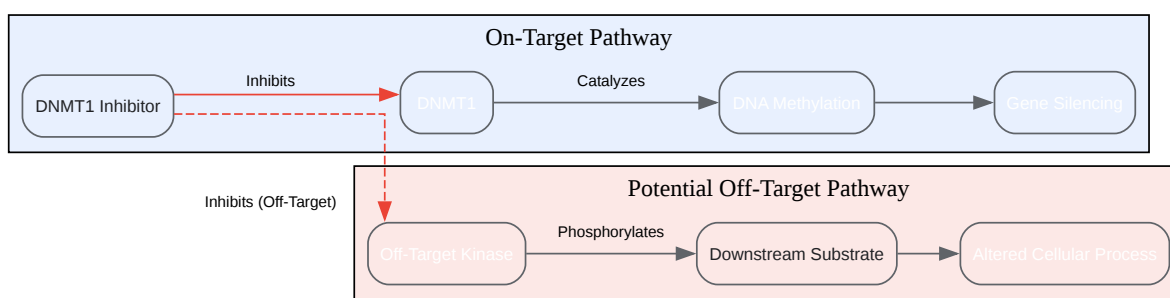 On-Target Pathway
Inhibits
Catalyzes
DNMT1 Inhibitor
DNMT1
DNA Methylation
Gene Silencing
Potential Off-Target Pathway
Inhibits (Off-Target)
Phosphorylates
Off-Target Kinase
Downstream Substrate
Altered Cellular Process